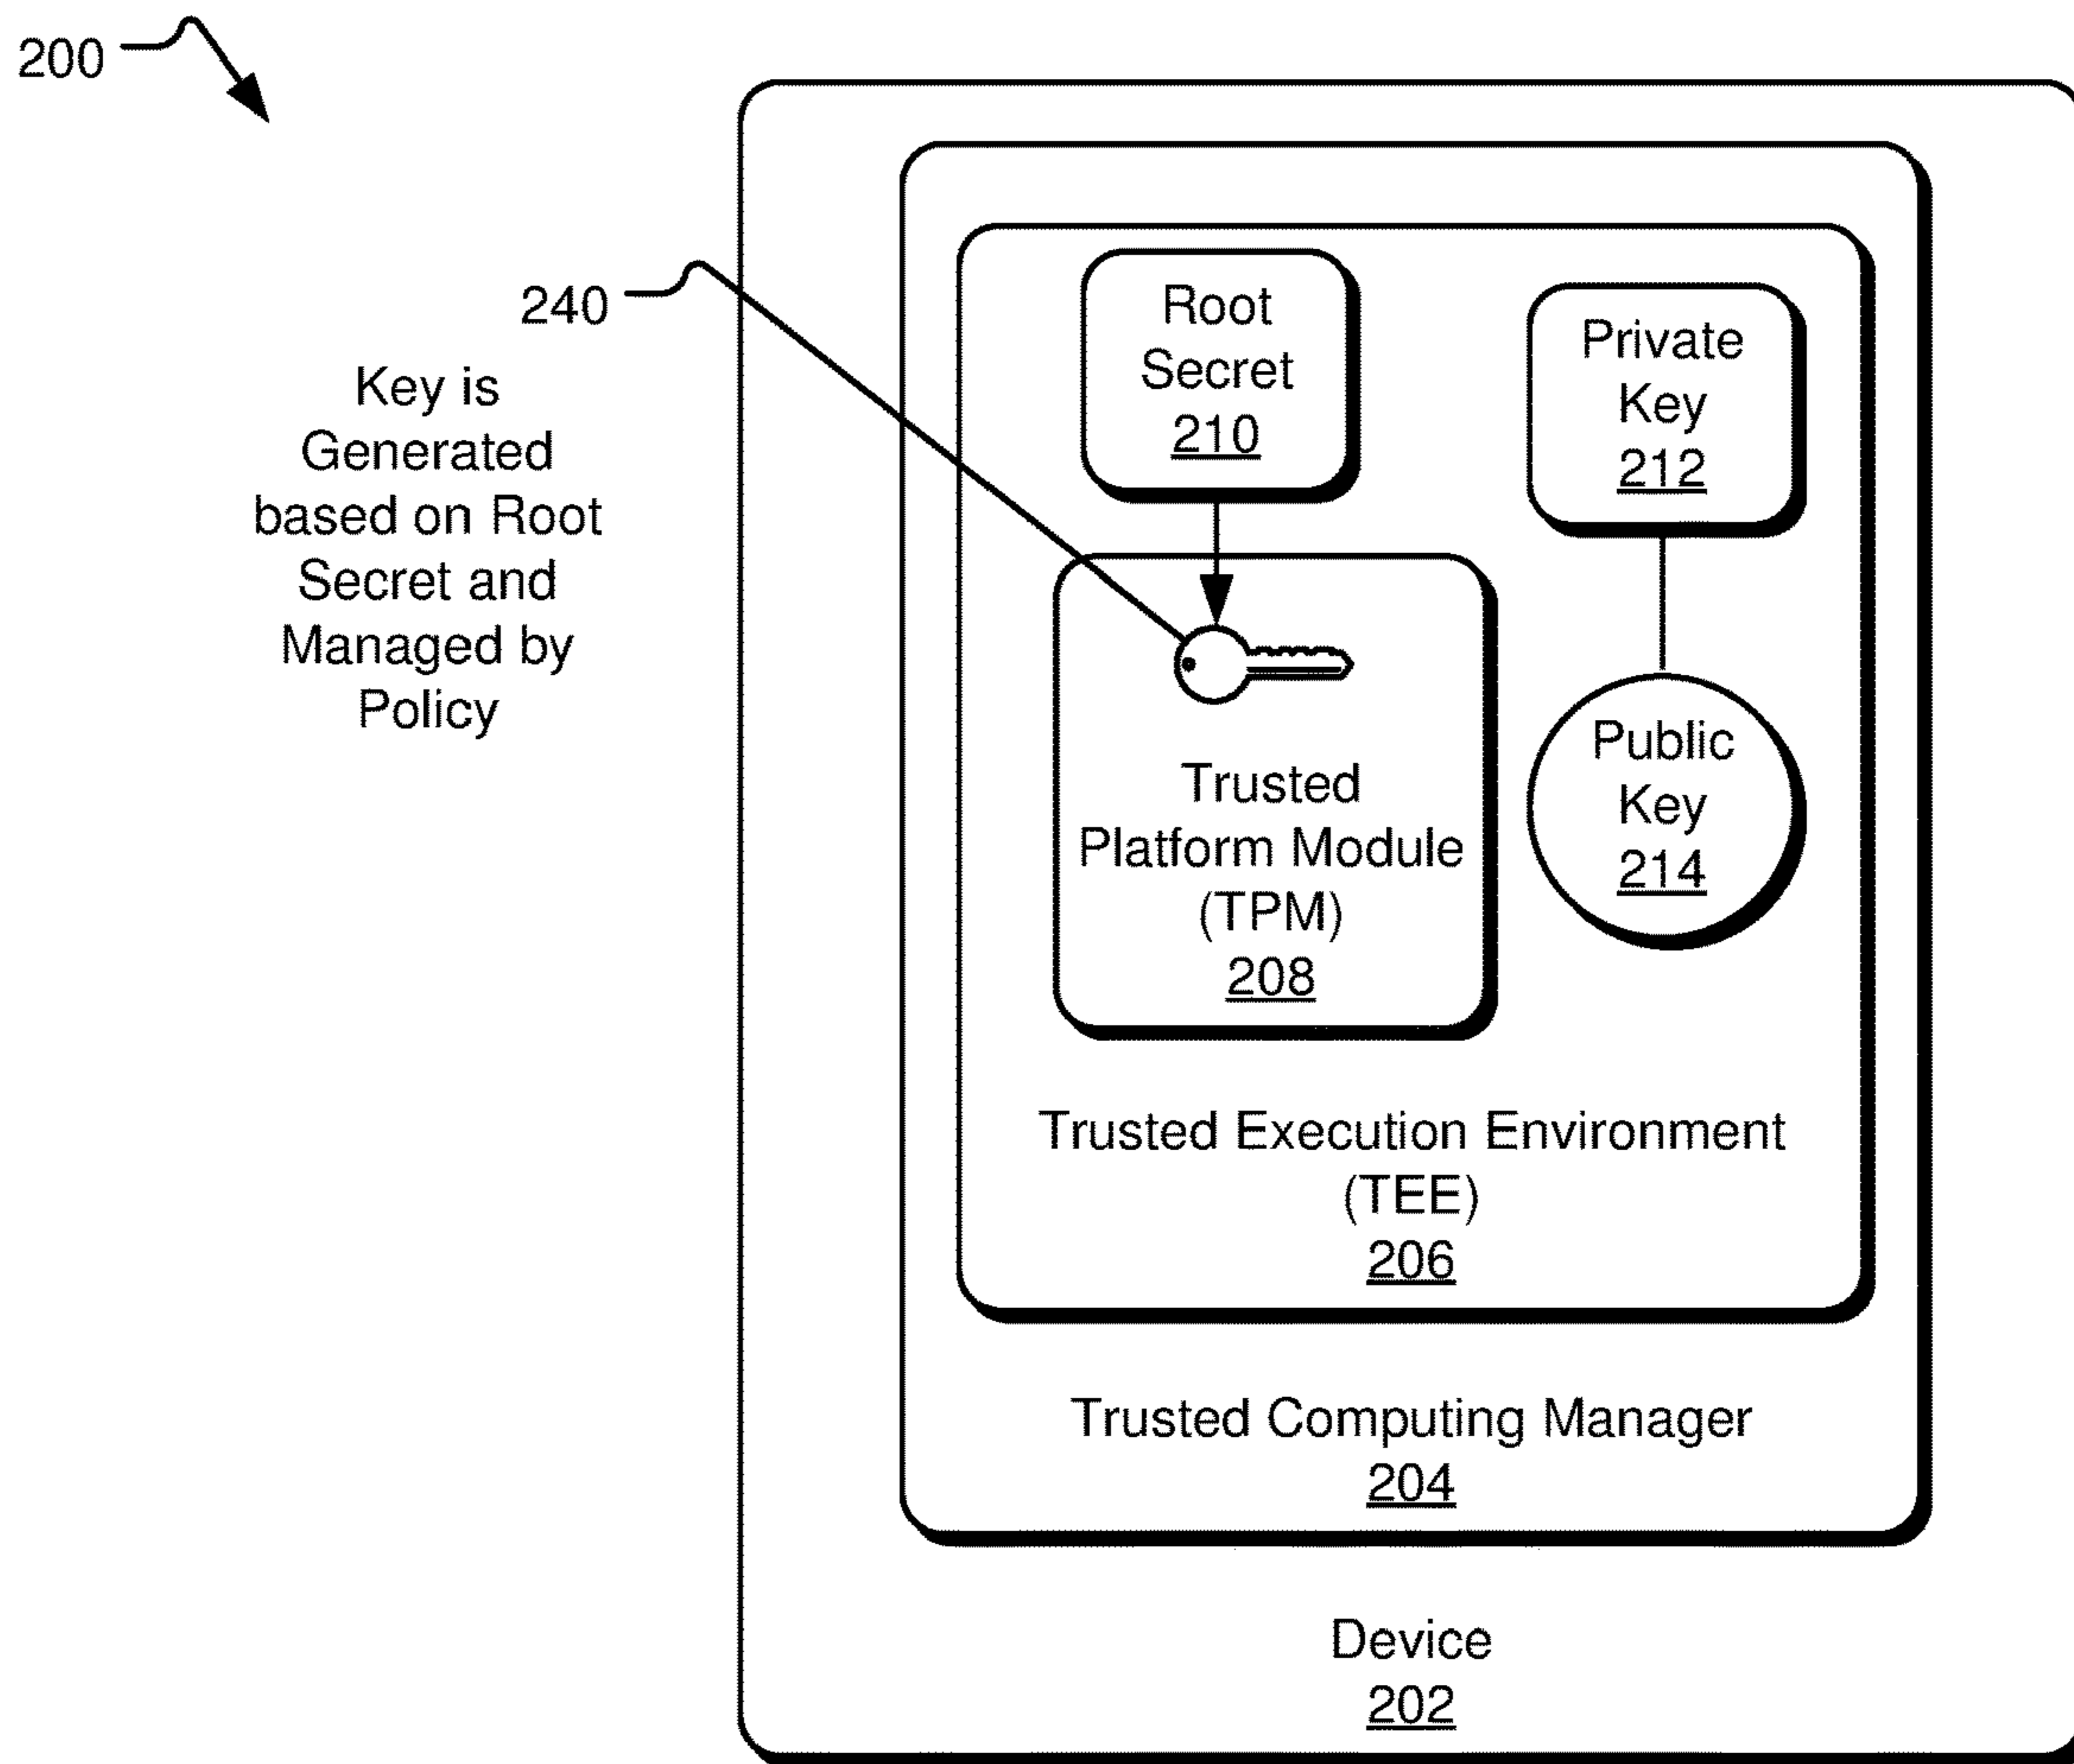 200
240
Key is
Generated
based on Root
Secret and
Managed by
Policy
Root
Secret
210
Private
Key
212
Trusted
Platform Module
(TPM)
208
Public
Key
214
Trusted Execution Environment
(TEE)
206
Trusted Computing Manager
204
Device
202